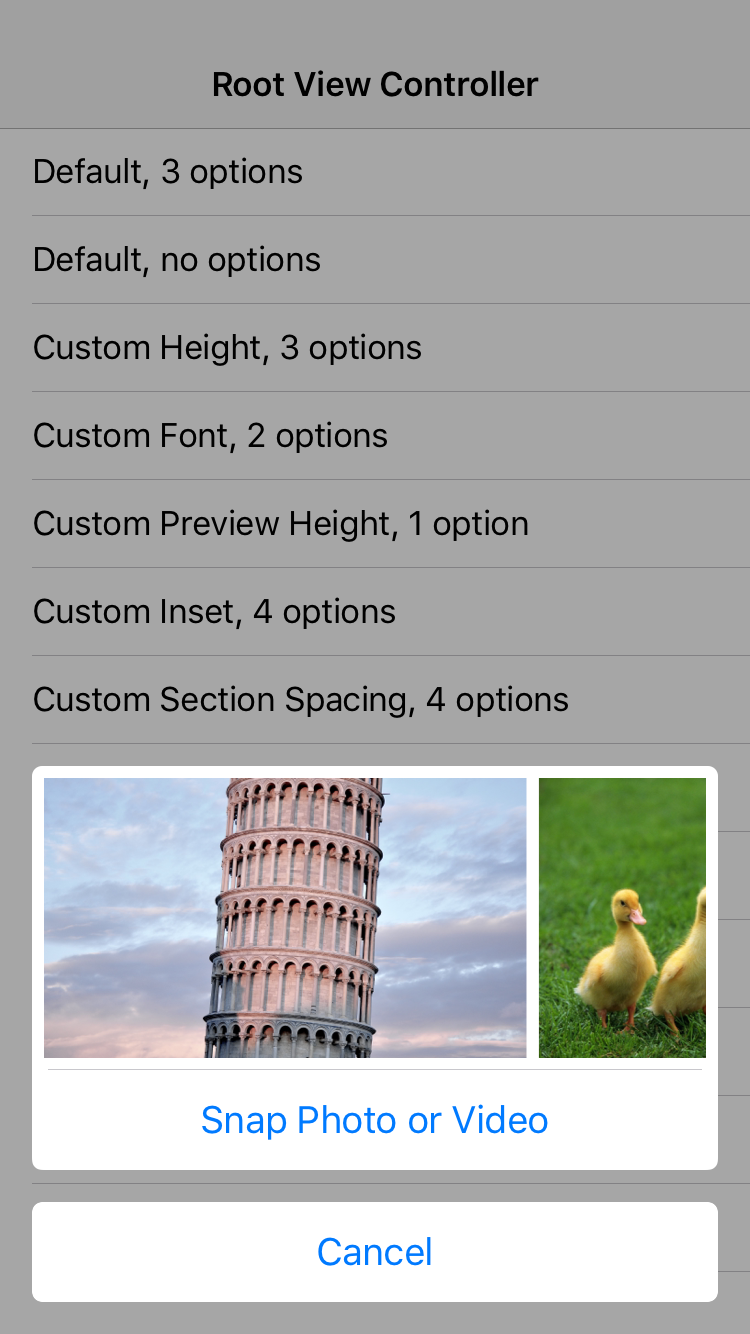 Root View Controller
Default, 3 options
Default, no options
Custom Height, 3 options
Custom Font, 2 options
Custom Preview Height, 1 option
Custom Inset, 4 options
Custom Section Spacing, 4 options
Snap Photo or Video
Cancel